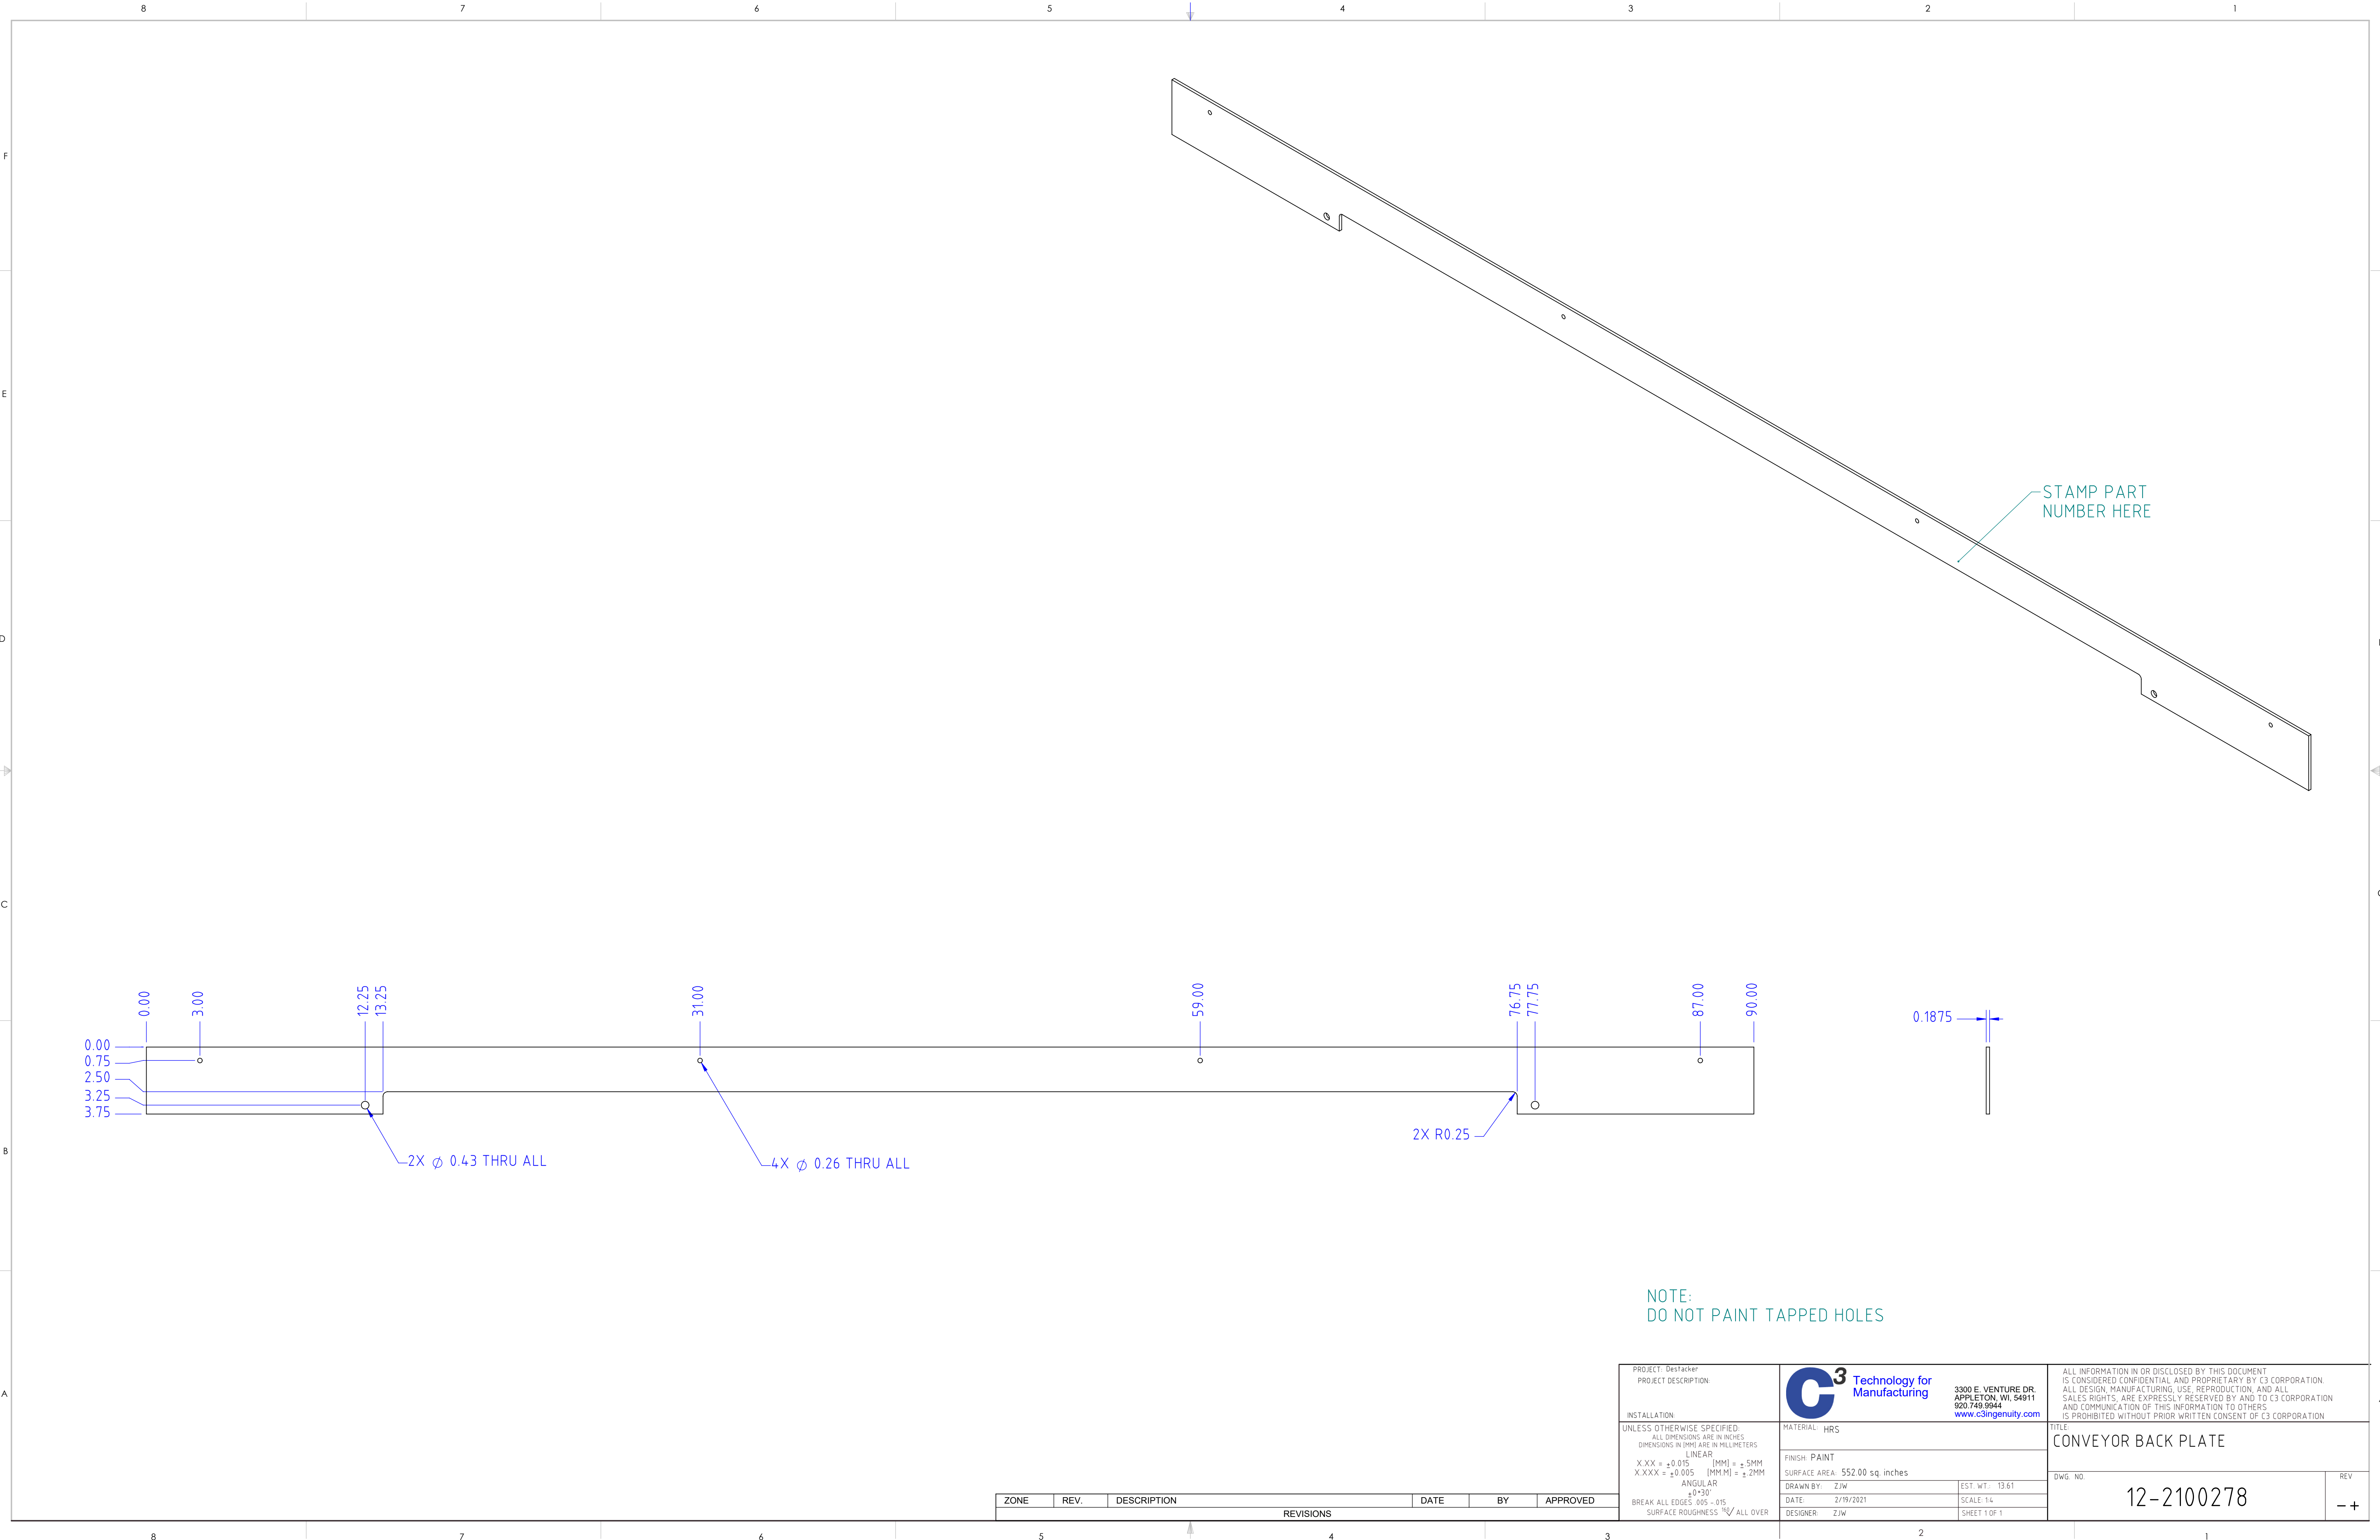 8 7 6 5 4 3 2 1
F
E
D
C
B
A
STAMP PART
NUMBER HERE
0.00
3.00
12.25
13.25
31.00
59.00
76.75
77.75
87.00
90.00
0.1875
0.00
0.75
2.50
3.25
3.75
2X R0.25
2X ⌀ 0.43 THRU ALL
4X ⌀ 0.26 THRU ALL
NOTE:
DO NOT PAINT TAPPED HOLES
PROJECT: Destacker
PROJECT DESCRIPTION:
INSTALLATION:
C3 Technology for
Manufacturing
3300 E. VENTURE DR.
APPLETON, WI, 54911
920.749.9944
www.c3ingenuity.com
ALL INFORMATION IN OR DISCLOSED BY THIS DOCUMENT
IS CONSIDERED CONFIDENTIAL AND PROPRIETARY BY C3 CORPORATION.
ALL DESIGN, MANUFACTURING, USE, REPRODUCTION, AND ALL
SALES RIGHTS, ARE EXPRESSLY RESERVED BY AND TO C3 CORPORATION
AND COMMUNICATION OF THIS INFORMATION TO OTHERS
IS PROHIBITED WITHOUT PRIOR WRITTEN CONSENT OF C3 CORPORATION
UNLESS OTHERWISE SPECIFIED:
ALL DIMENSIONS ARE IN INCHES
DIMENSIONS IN [MM] ARE IN MILLIMETERS
LINEAR
X.XX = ±0.015 [MM] = ±.5MM
X.XXX = ±0.005 [MM.M] = ±.2MM
ANGULAR
±0°30'
BREAK ALL EDGES .005 -.015
SURFACE ROUGHNESS 160 ALL OVER
MATERIAL: HRS
FINISH: PAINT
SURFACE AREA: 552.00 sq. inches
DRAWN BY: ZJW
EST. WT.: 13.61
DATE: 2/19/2021
SCALE: 1:4
DESIGNER: ZJW
SHEET 1 OF 1
TITLE:
CONVEYOR BACK PLATE
DWG. NO.
12-2100278
REV
-+
ZONE REV. DESCRIPTION DATE BY APPROVED
REVISIONS
8 7 6 5 4 3 2 1